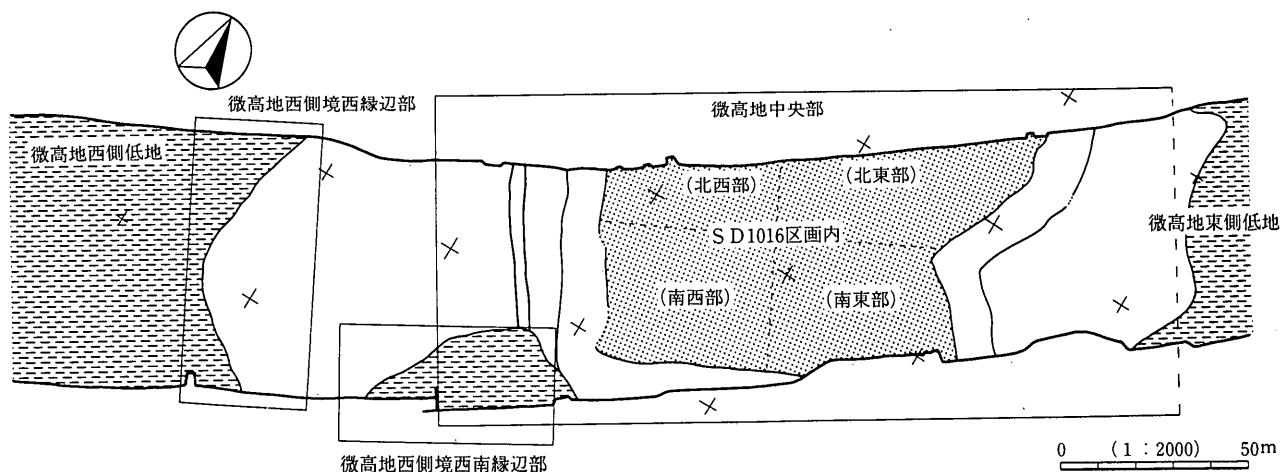 微高地西側境西縁辺部
微高地中央部
微高地西側低地
(北西部)
(北東部)
ＳＤ1016区画内
微高地東側低地
(南西部)
(南東部)
微高地西側境西南縁辺部
0 (1：2000) 50m